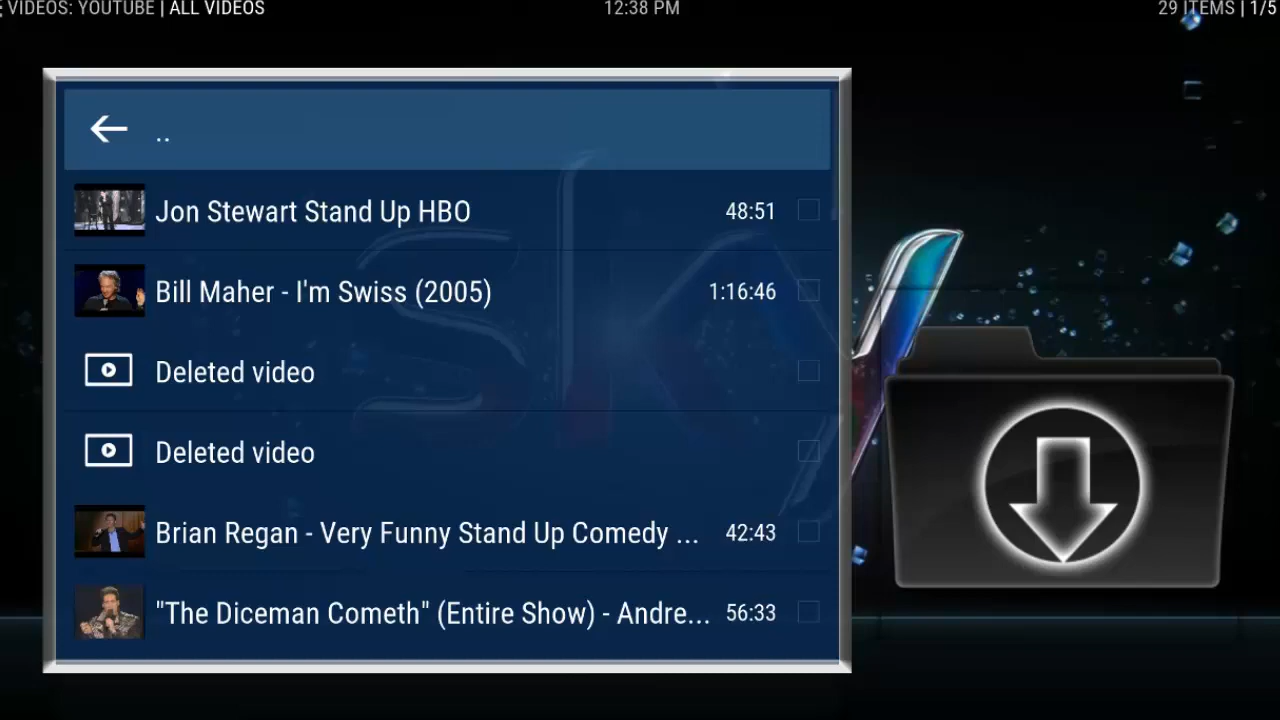 VIDEOS: YOUTUBE | ALL VIDEOS
12:38 PM
29 ITEMS | 1/5
..
Jon Stewart Stand Up HBO 48:51
Bill Maher - I'm Swiss (2005) 1:16:46
Deleted video
Deleted video
Brian Regan - Very Funny Stand Up Comedy ... 42:43
"The Diceman Cometh" (Entire Show) - Andre... 56:33